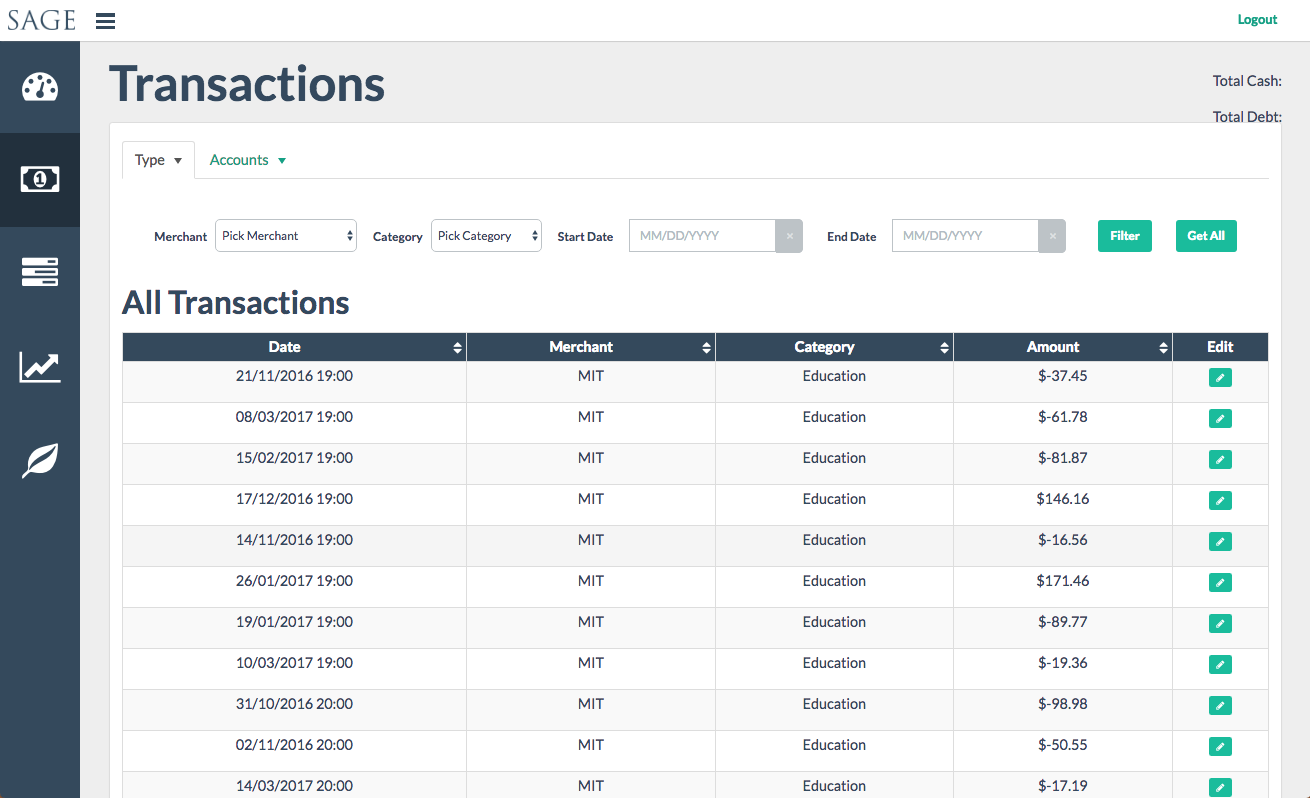 SAGE
Logout
Transactions
Total Cash:
Total Debt:
Type Accounts
Merchant Pick Merchant Category Pick Category Start Date MM/DD/YYYY × End Date MM/DD/YYYY × Filter Get All
All Transactions
Date Merchant Category Amount Edit
21/11/2016 19:00 MIT Education $-37.45
08/03/2017 19:00 MIT Education $-61.78
15/02/2017 19:00 MIT Education $-81.87
17/12/2016 19:00 MIT Education $146.16
14/11/2016 19:00 MIT Education $-16.56
26/01/2017 19:00 MIT Education $171.46
19/01/2017 19:00 MIT Education $-89.77
10/03/2017 19:00 MIT Education $-19.36
31/10/2016 20:00 MIT Education $-98.98
02/11/2016 20:00 MIT Education $-50.55
14/03/2017 20:00 MIT Education $-17.19